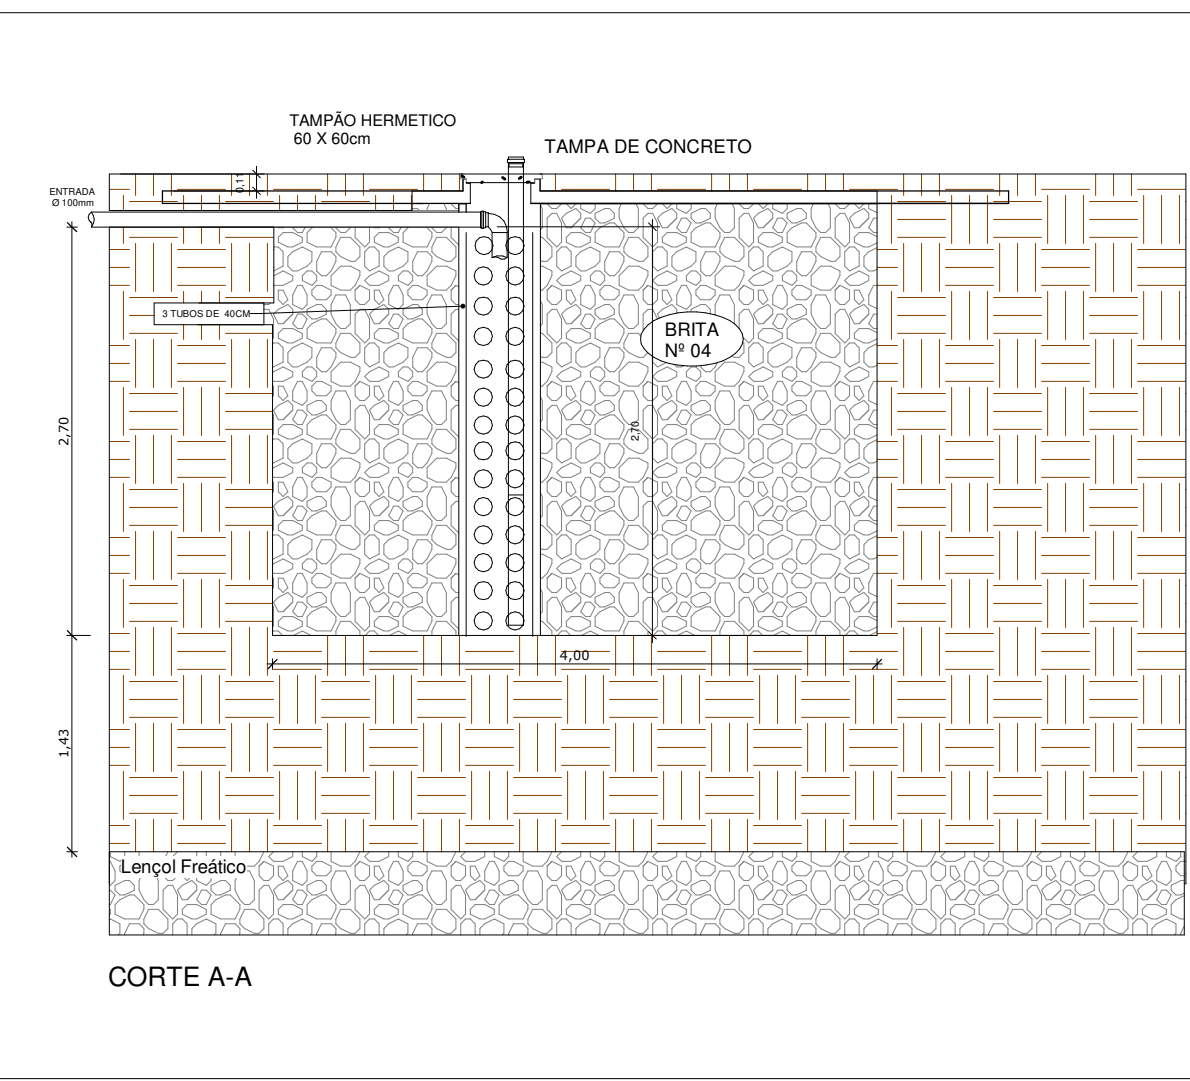 TAMPÃO HERMETICO
60 X 60cm
TAMPA DE CONCRETO
0,11
ENTRADA
Ø 100mm
3 TUBOS DE 40CM
BRITA
Nº 04
2,70
2,70
4,00
1,43
Lençol Freático
CORTE A-A